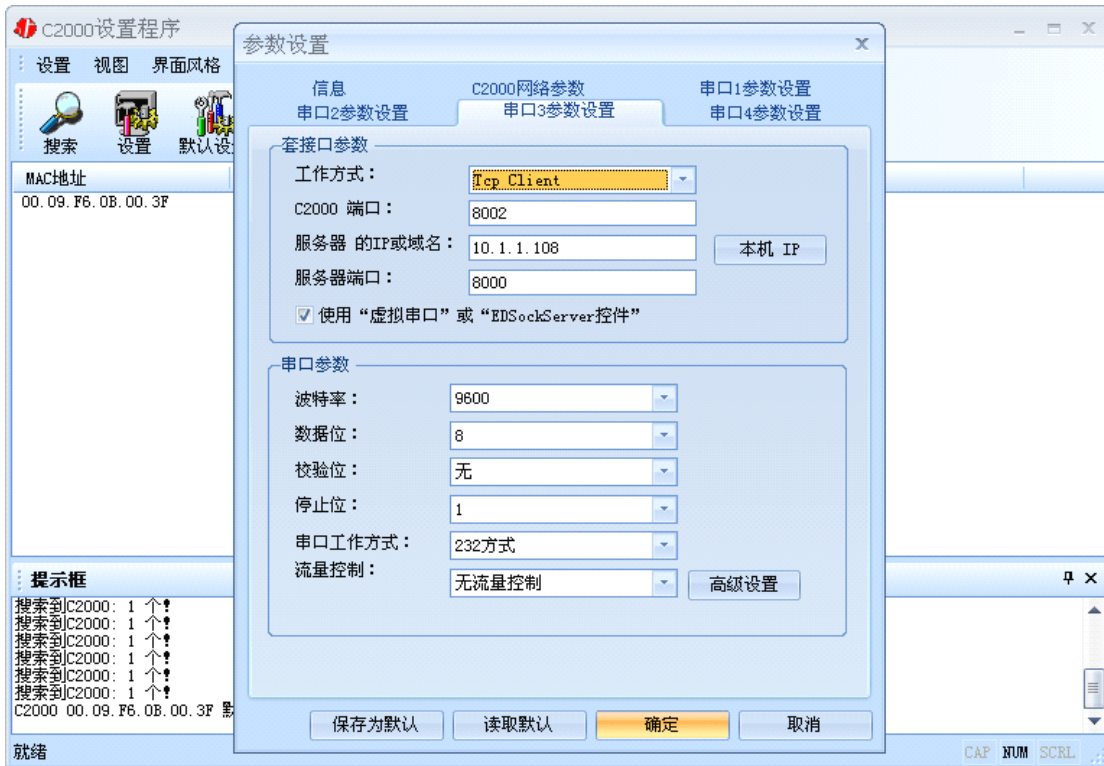 C2000设置程序
设置 视图 界面风格
搜索 设置 默认设
MAC地址
00.09.F6.0B.00.3F
参数设置
信息 C2000网络参数 串口1参数设置
串口2参数设置 串口3参数设置 串口4参数设置
套接口参数
工作方式： Tcp Client
C2000 端口： 8002
服务器 的IP或域名： 10.1.1.108 本机 IP
服务器端口： 8000
使用“虚拟串口”或“EDSockServer控件”
串口参数
波特率： 9600
数据位： 8
校验位： 无
停止位： 1
串口工作方式： 232方式
流量控制： 无流量控制 高级设置
保存为默认 读取默认 确定 取消
提示框
搜索到C2000: 1 个!
搜索到C2000: 1 个!
搜索到C2000: 1 个!
搜索到C2000: 1 个!
搜索到C2000: 1 个!
搜索到C2000: 1 个!
C2000 00.09.F6.0B.00.3F 默
就绪 CAP NUM SCRL